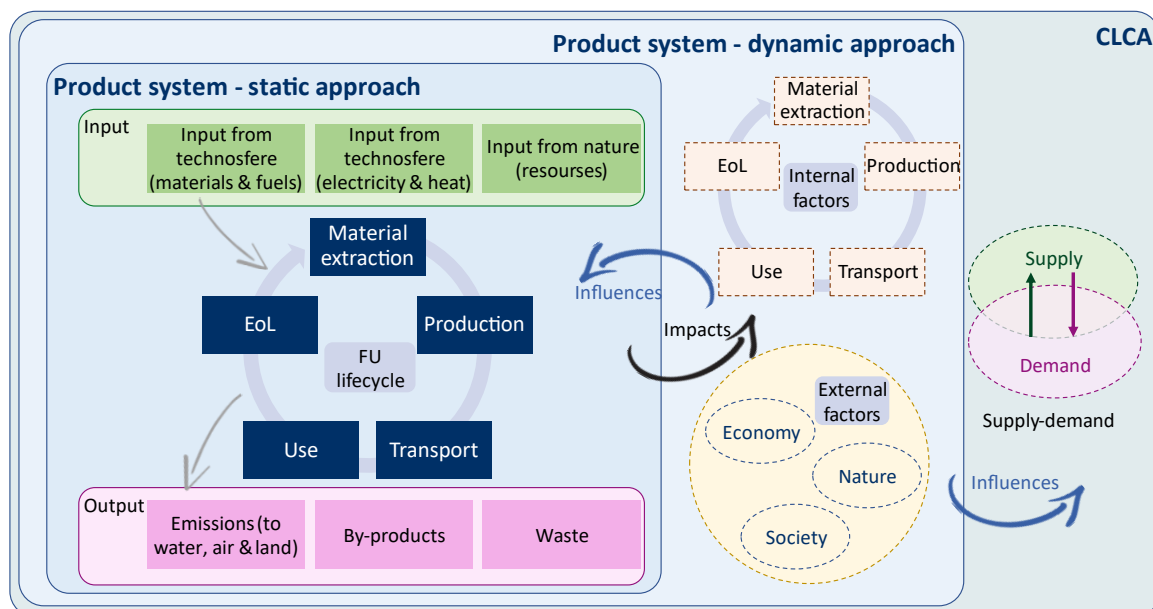 CLCA
Product system - dynamic approach
Product system - static approach
Input
Input from
technosfere
(materials & fuels)
Input from
technosfere
(electricity & heat)
Input from nature
(resourses)
Material
extraction
EoL
Production
FU
lifecycle
Use
Transport
Output
Emissions (to
water, air & land)
By-products
Waste
Influences
Impacts
Material
extraction
EoL
Production
Internal
factors
Use
Transport
External
factors
Economy
Nature
Society
Supply
Demand
Supply-demand
Influences